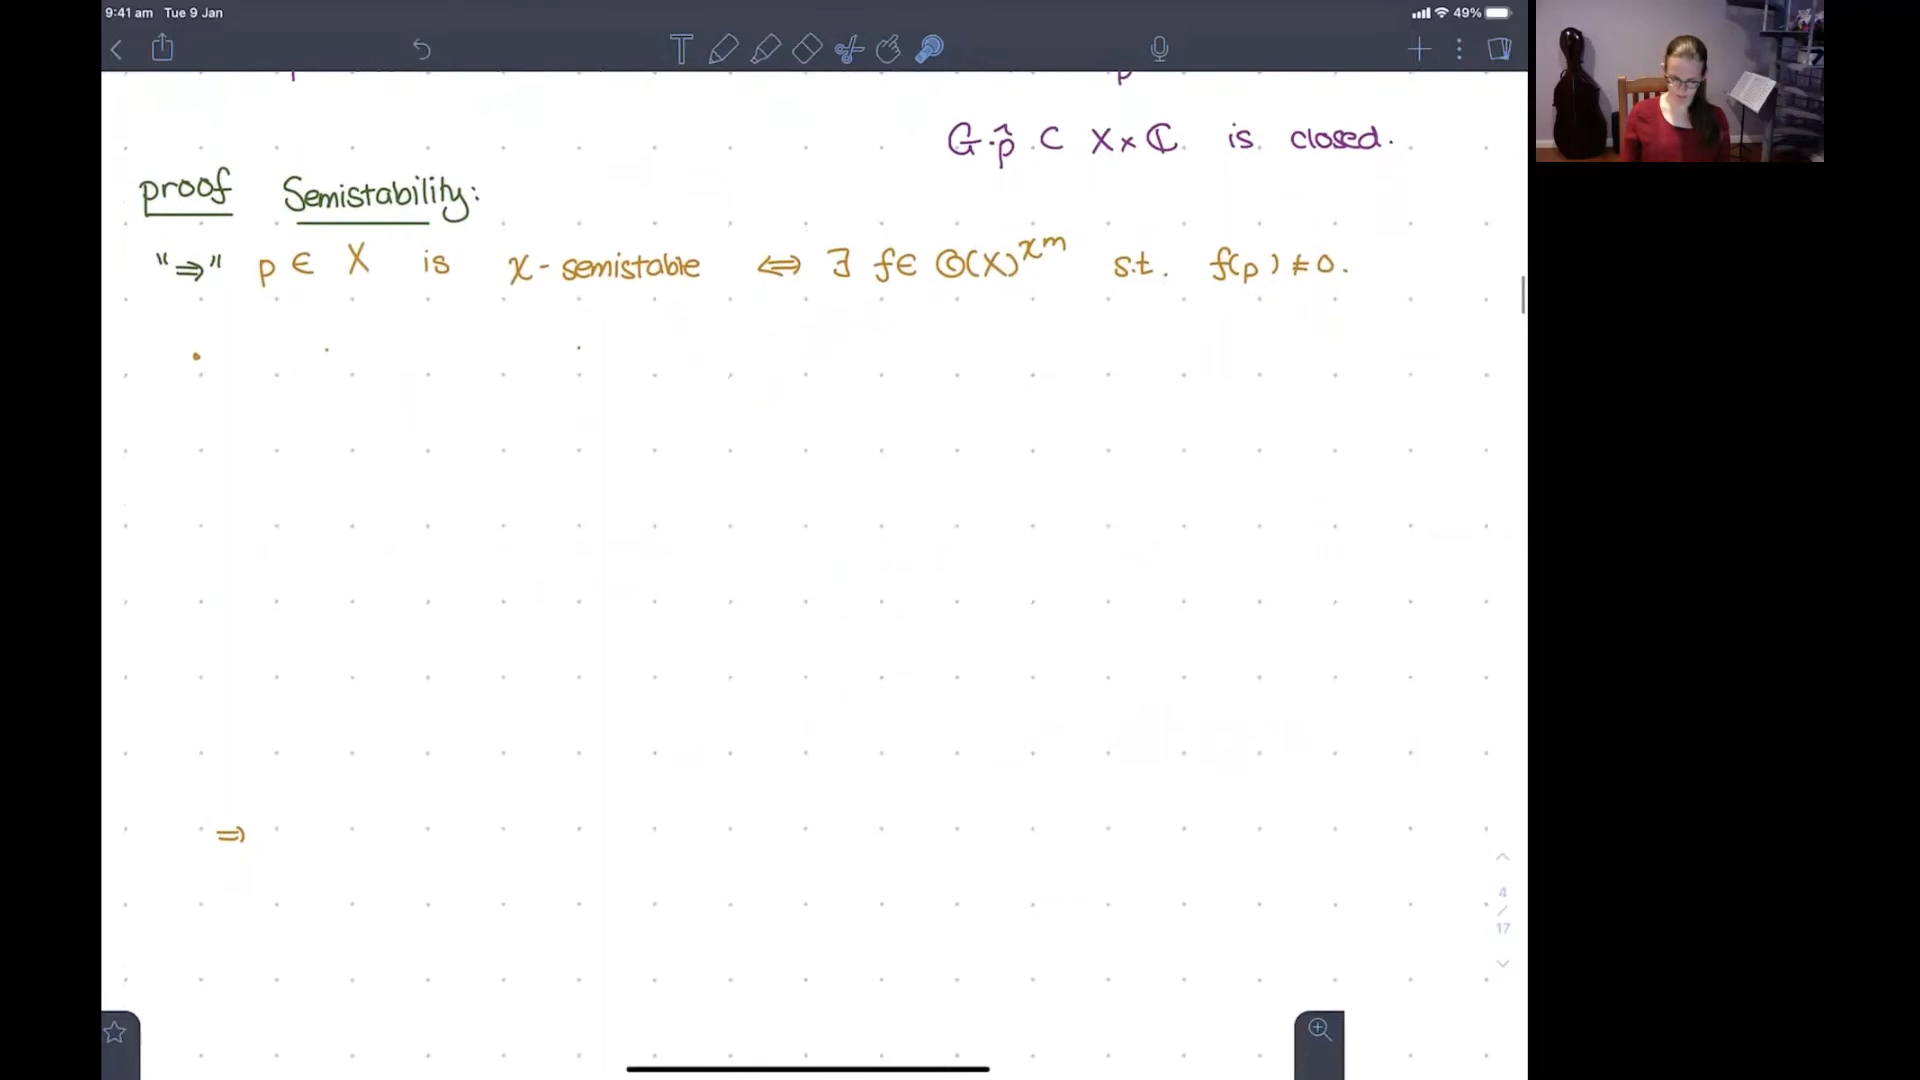 9:41 am Tue 9 Jan
49%
G·p̂ ⊂ X × ℂ is closed.
proof Semistability:
"⇒" p ∈ X is χ-semistable ⟺ ∃ f ∈ O(X)^{χ^m} s.t. f(p) ≠ 0.
⇒
4
/
17